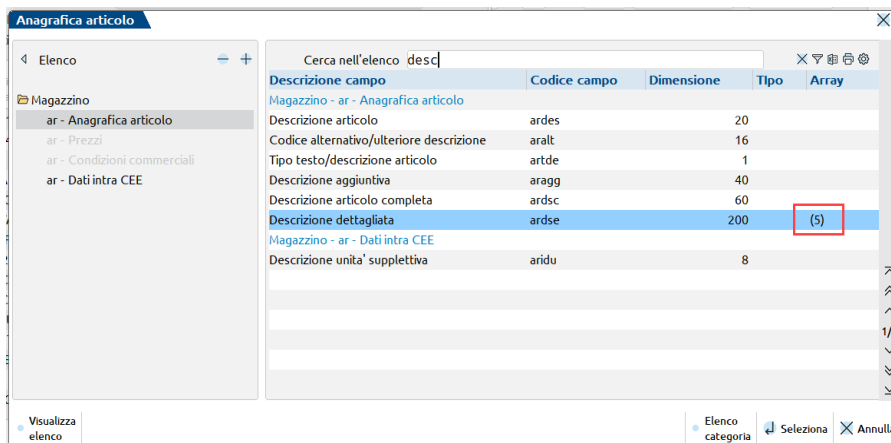 Anagrafica articolo
Elenco
Magazzino
ar - Anagrafica articolo
ar - Prezzi
ar - Condizioni commerciali
ar - Dati intra CEE
Cerca nell'elenco desc
Descrizione campo Codice campo Dimensione TIpo Array
Magazzino - ar - Anagrafica articolo
Descrizione articolo ardes 20
Codice alternativo/ulteriore descrizione aralt 16
Tipo testo/descrizione articolo artde 1
Descrizione aggiuntiva aragg 40
Descrizione articolo completa ardsc 60
Descrizione dettagliata ardse 200 (5)
Magazzino - ar - Dati intra CEE
Descrizione unita' supplettiva aridu 8
1/
Visualizza
elenco
Elenco
categoria
Seleziona
Annull